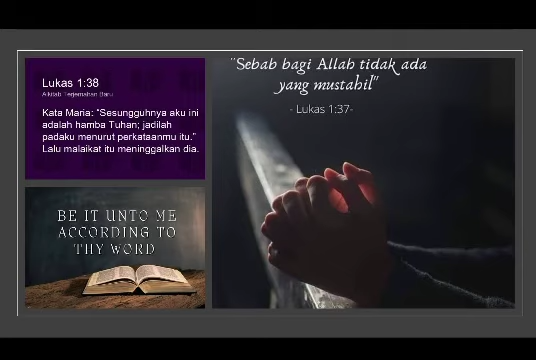 Lukas 1:38
Alkitab Terjemahan Baru
Kata Maria: "Sesungguhnya aku ini
adalah hamba Tuhan; jadilah
padaku menurut perkataanmu itu."
Lalu malaikat itu meninggalkan dia.
BE IT UNTO ME
ACCORDING TO
THY WORD
"Sebab bagi Allah tidak ada
yang mustahil"
- Lukas 1:37-